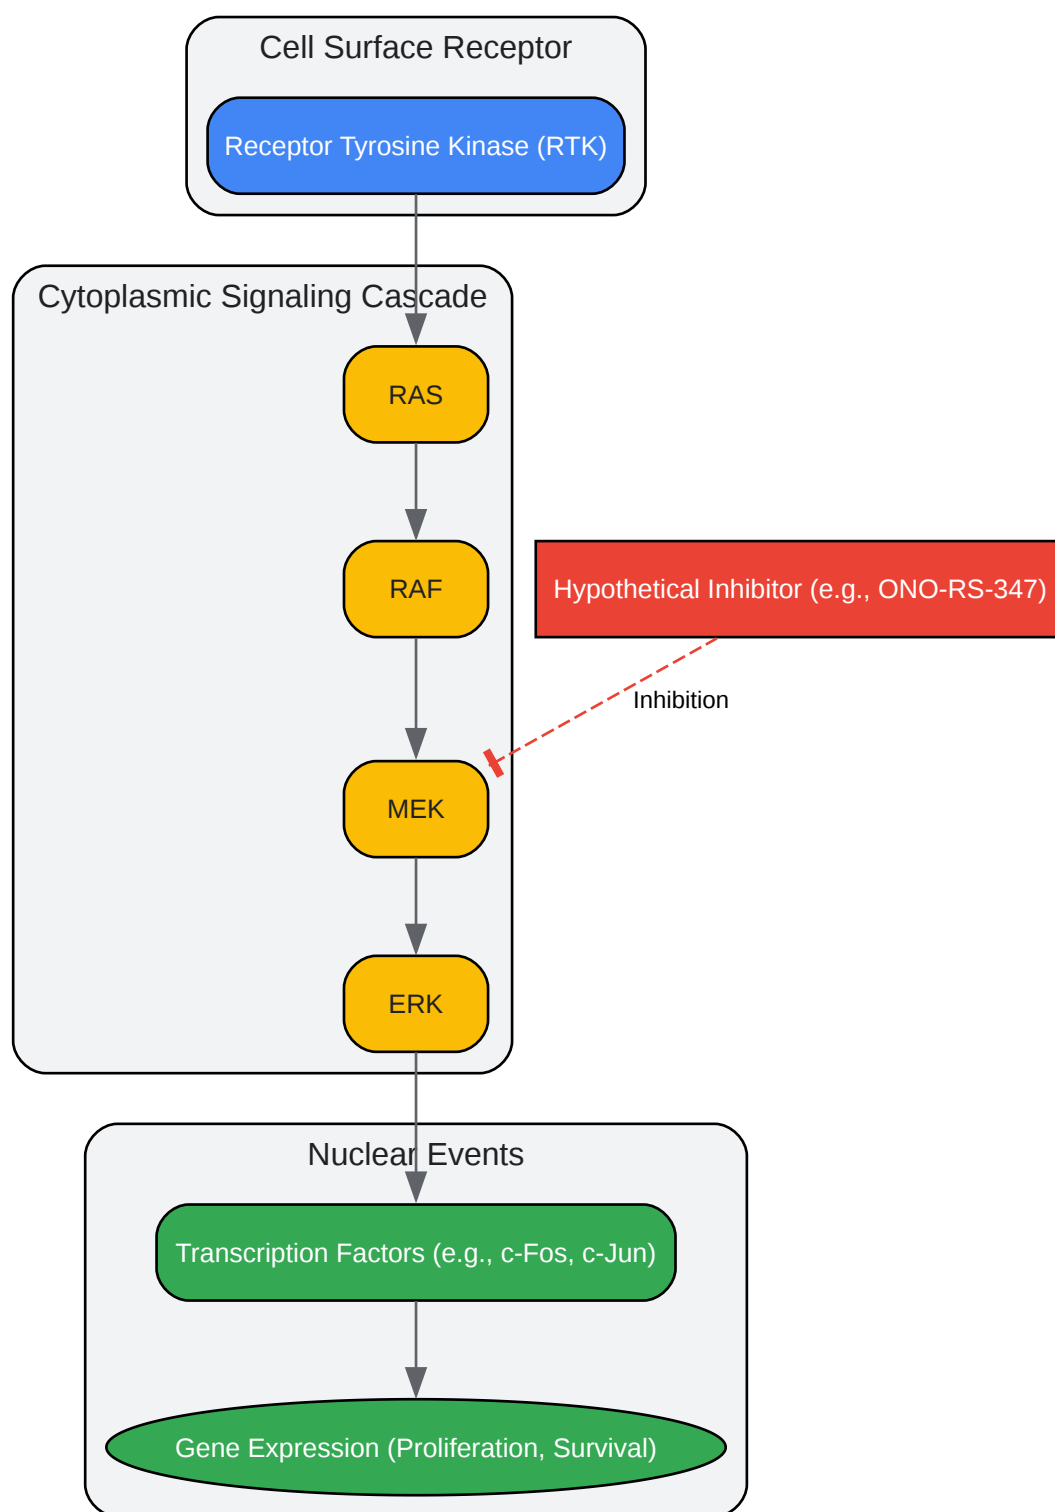 Cell Surface Receptor
Receptor Tyrosine Kinase (RTK)
Cytoplasmic Signaling Cascade
RAS
RAF
Hypothetical Inhibitor (e.g., ONO-RS-347)
Inhibition
MEK
ERK
Nuclear Events
Transcription Factors (e.g., c-Fos, c-Jun)
Gene Expression (Proliferation, Survival)